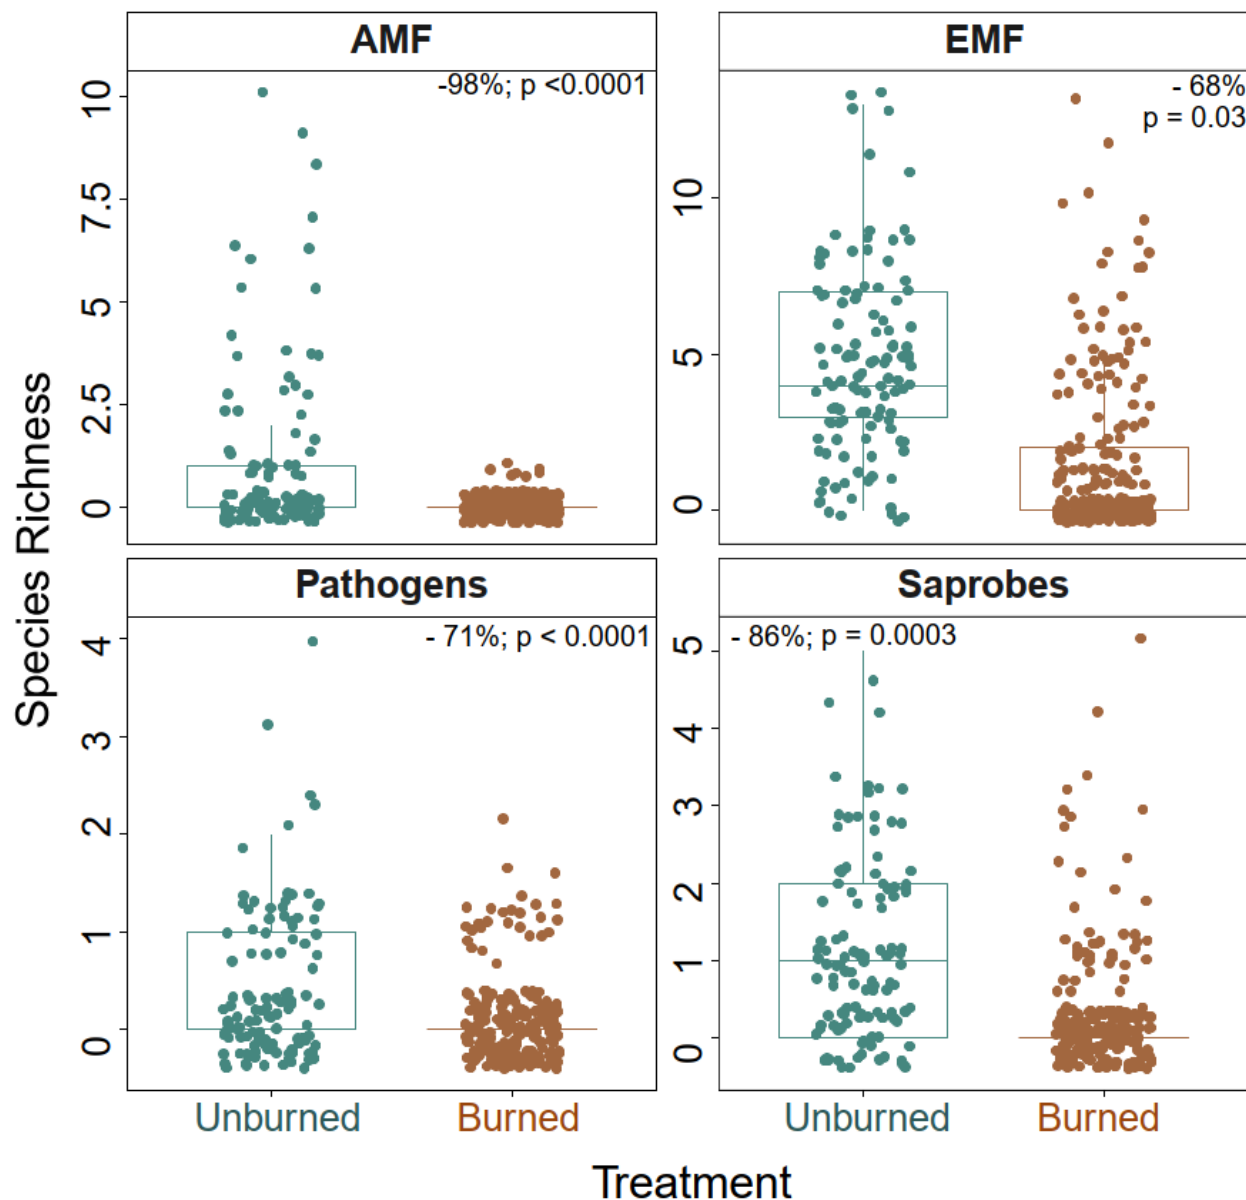 AMF
-98%; p <0.0001
10
7.5
5
2.5
0
EMF
- 68%
p = 0.03
10
5
0
Species Richness
Pathogens
- 71%; p < 0.0001
4
3
2
1
0
Saprobes
- 86%; p = 0.0003
5
4
3
2
1
0
Unburned
Burned
Unburned
Burned
Treatment